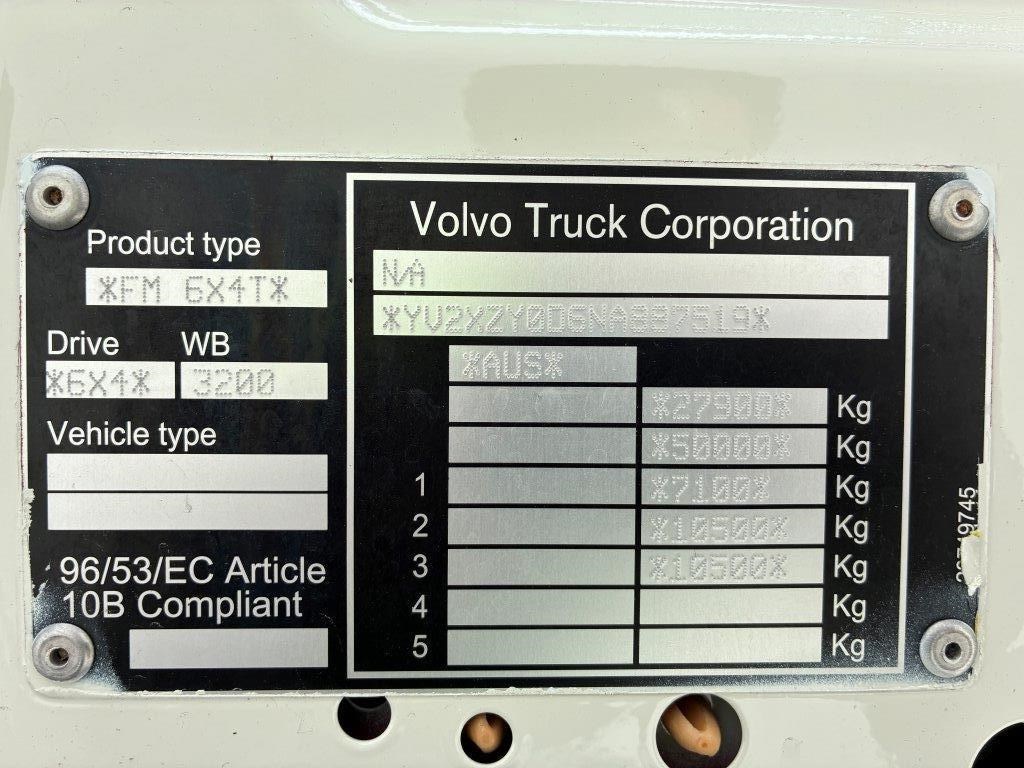 Product type
*FM 6X4T*
Drive WB
*6X4* 3200
Vehicle type
96/53/EC Article
10B Compliant
Volvo Truck Corporation
N/A
*YV2XZY0D6NA887519*
*AUS*
*27900* Kg
*50000* Kg
1 *7100* Kg
2 *10500* Kg
3 *10500* Kg
4 Kg
5 Kg